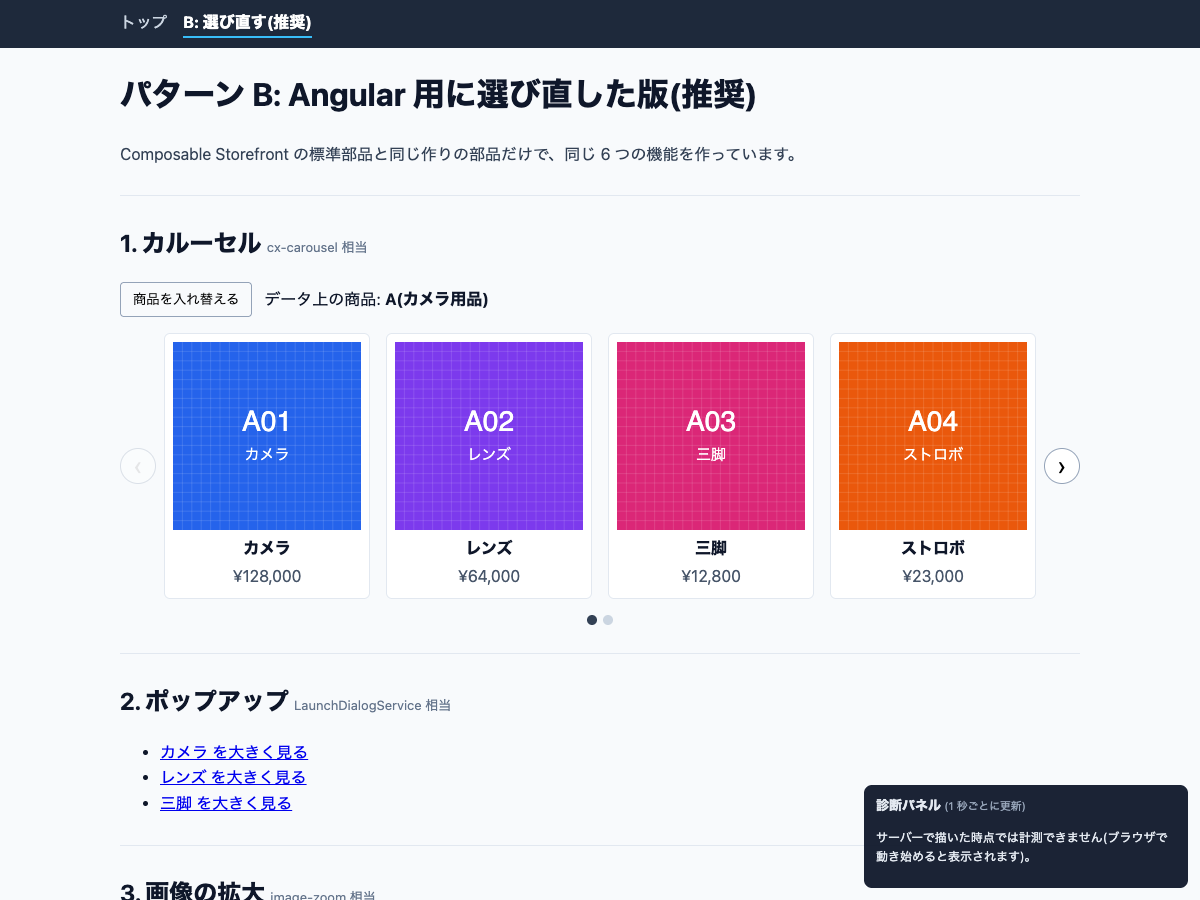 トップ B: 選び直す(推奨)
パターン B: Angular 用に選び直した版(推奨)
Composable Storefront の標準部品と同じ作りの部品だけで、同じ 6 つの機能を作っています。
1. カルーセル cx-carousel 相当
商品を入れ替える データ上の商品: A(カメラ用品)
A01
カメラ
A02
レンズ
A03
三脚
A04
ストロボ
‹
›
カメラ
¥128,000
レンズ
¥64,000
三脚
¥12,800
ストロボ
¥23,000
2. ポップアップ LaunchDialogService 相当
• カメラ を大きく見る
• レンズ を大きく見る
• 三脚 を大きく見る
診断パネル (1 秒ごとに更新)
サーバーで描いた時点では計測できません(ブラウザで
動き始めると表示されます)。
3. 画像の拡大 image-zoom 相当